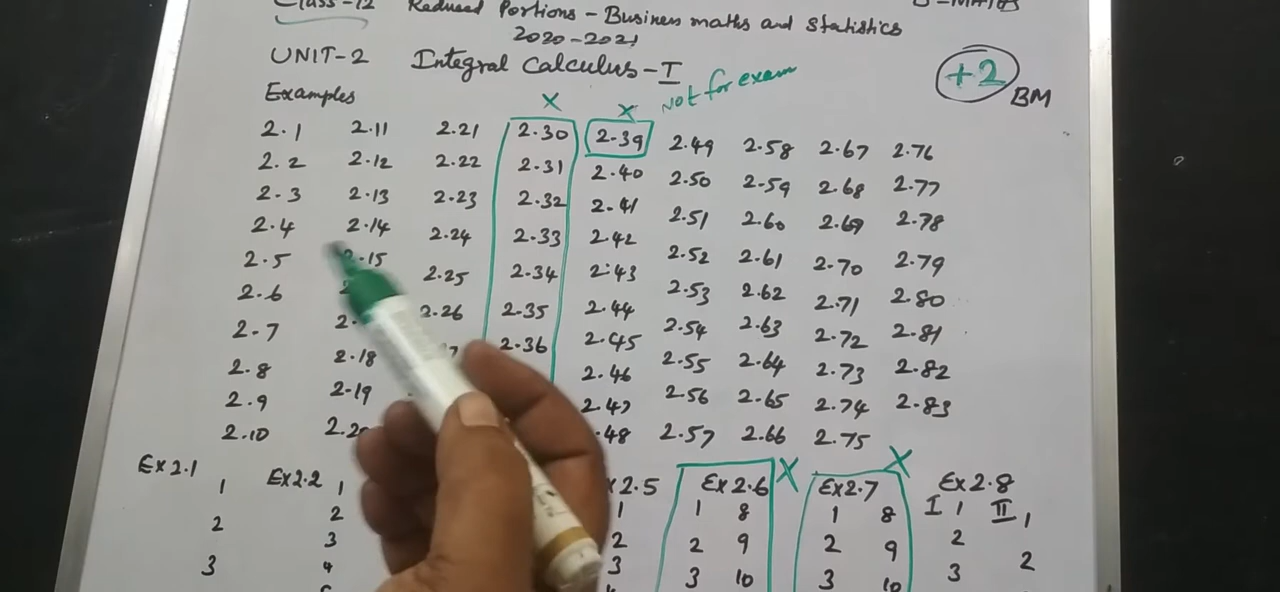 Class-12 Reduced Portions - Business maths and Statistics
2020-2021
UNIT-2 Integral Calculus-I
Not for exam
+2
BM
Examples
X X
2.1 2.11 2.21 2.30 2.39 2.49 2.58 2.67 2.76
2.2 2.12 2.22 2.31 2.40 2.50 2.59 2.68 2.77
2.3 2.13 2.23 2.32 2.41 2.51 2.60 2.69 2.78
2.4 2.14 2.24 2.33 2.42 2.52 2.61 2.70 2.79
2.5 2.15 2.25 2.34 2.43 2.53 2.62 2.71 2.80
2.6 2.26 2.35 2.44 2.54 2.63 2.72 2.81
2.7 2.36 2.45 2.55 2.64 2.73 2.82
2.8 2.18 2.46 2.56 2.65 2.74 2.83
2.9 2.19 2.47 2.57 2.66 2.75
2.10
X X
Ex 2.1 Ex 2.2 Ex 2.6 Ex 2.7 Ex 2.8
1 1 1 1 8 1 8 I 1 II 1
2 2 2 2 9 2 9 2 2
3 3 3 3 10 3 10 3
4